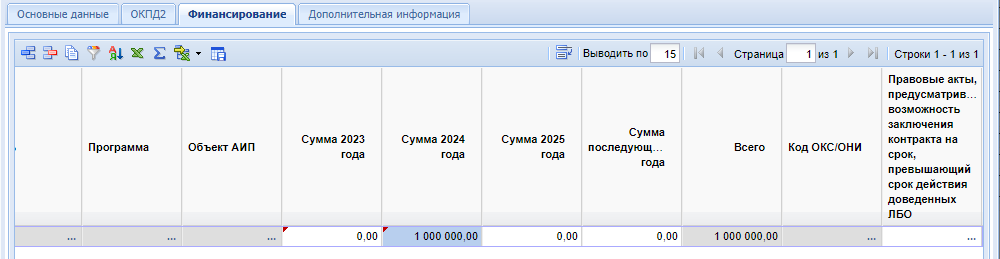 Основные данные ОКПД2 Финансирование Дополнительная информация
Выводить по 15 Страница 1 из 1 Строки 1 - 1 из 1
Программа
Объект АИП
Сумма 2023
года
Сумма 2024
года
Сумма 2025
года
Сумма
последующ...
года
Всего
Код ОКС/ОНИ
Правовые акты,
предусматрив...
возможность
заключения
контракта на
срок,
превышающий
срок действия
доведенных
ЛБО
... ... ... 0,00 1 000 000,00 0,00 0,00 1 000 000,00 ... ...